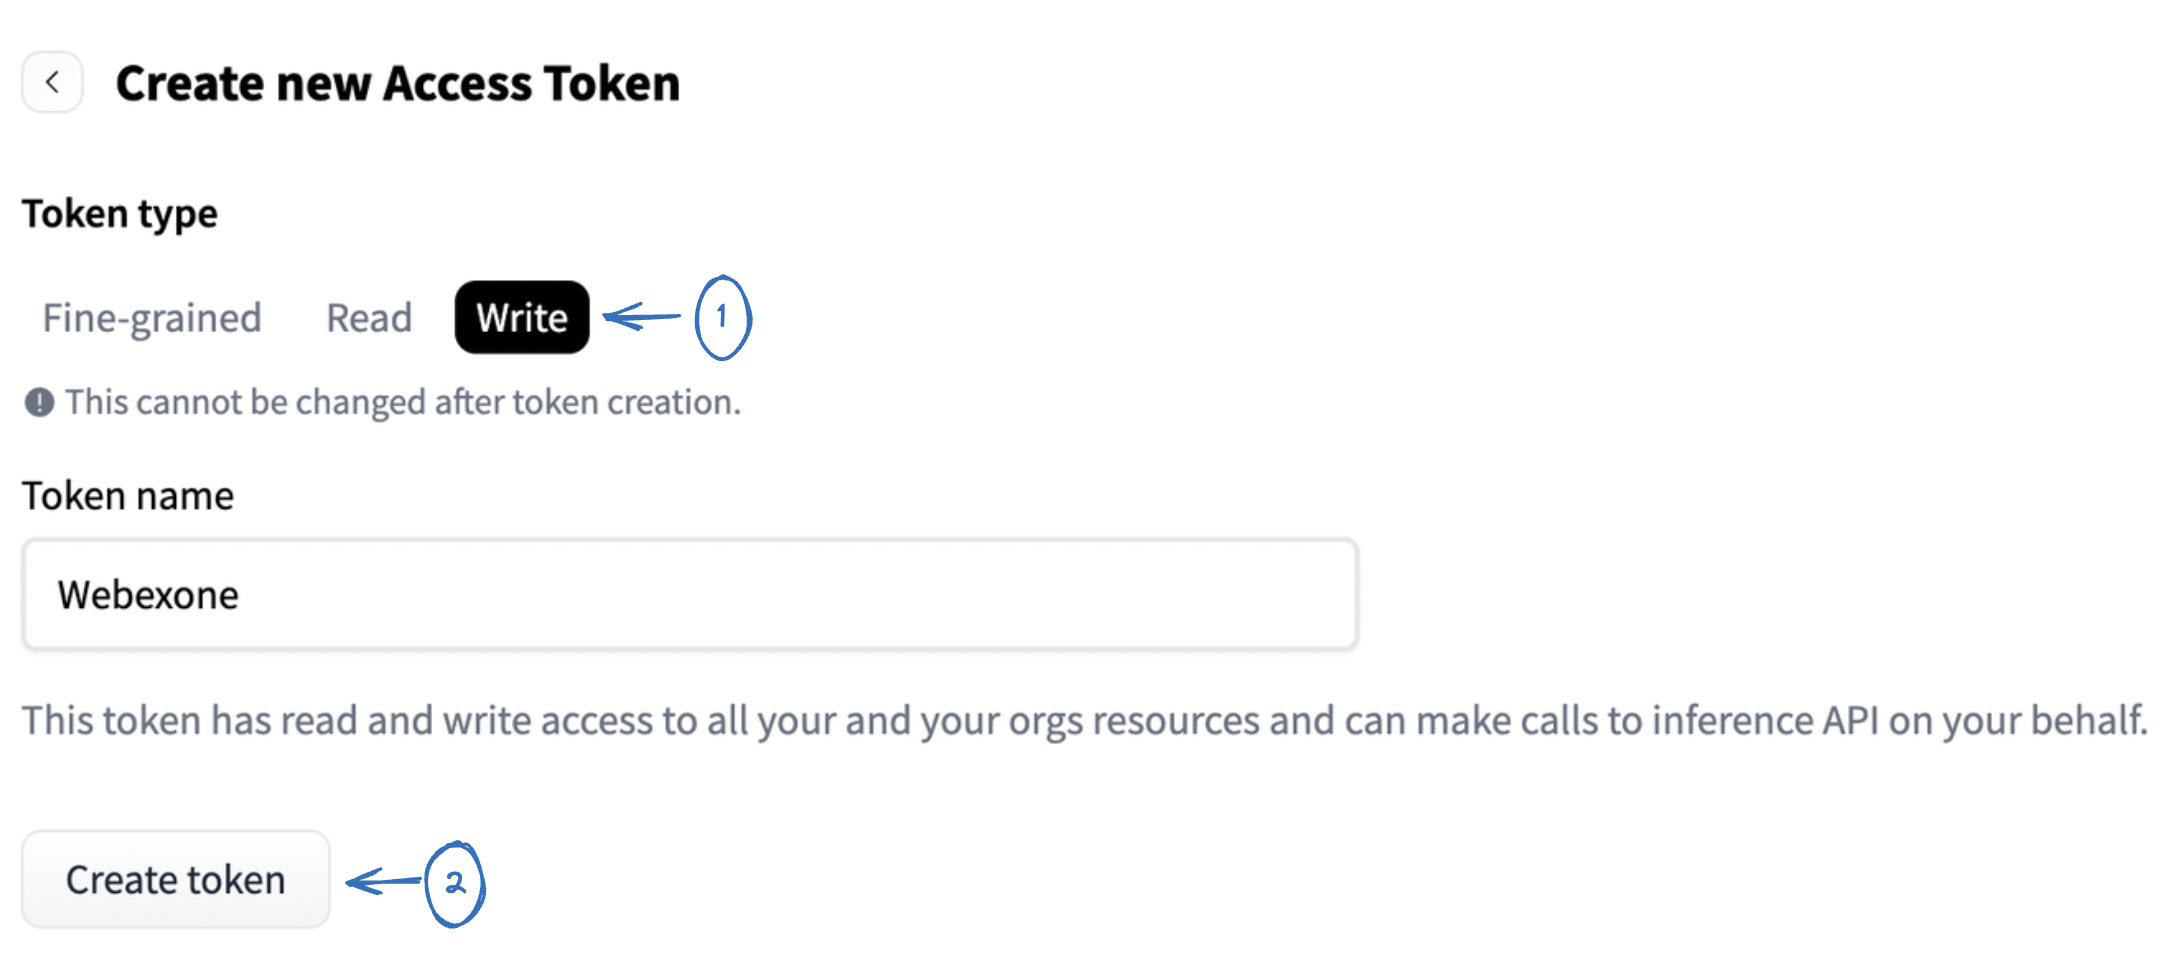 Create new Access Token
Token type
Fine-grained Read Write 1
This cannot be changed after token creation.
Token name
Webexone
This token has read and write access to all your and your orgs resources and can make calls to inference API on your behalf.
Create token 2